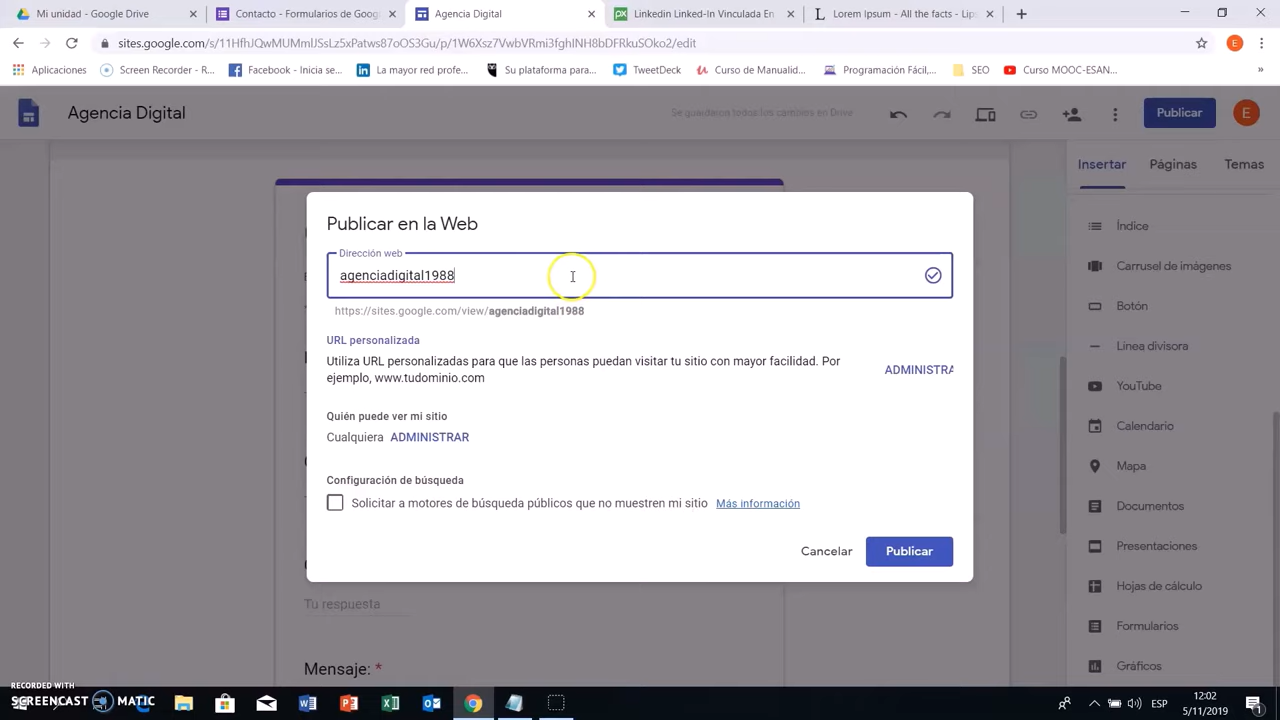 Mi unidad - Google Drive
Contacto - Formularios de Goog
Agencia Digital
Linkedin Linked-In Vinculada En
Lorem Ipsum - All the facts - Lips
sites.google.com/s/11HfhJQwMUMmIJSsLz5xPatws87oOS3Gu/p/1W6Xsz7VwbVRmi3fghINH8bDFRkuSOko2/edit
E
Aplicaciones
Screen Recorder - R...
Facebook - Inicia se...
La mayor red profe...
Su plataforma para...
TweetDeck
Curso de Manualid...
Programación Fácil,...
SEO
Curso MOOC-ESAN...
»
Agencia Digital
Se guardaron todos los cambios en Drive
Publicar
E
Insertar
Páginas
Temas
Publicar en la Web
Dirección web
agenciadigital1988
https://sites.google.com/view/agenciadigital1988
URL personalizada
Utiliza URL personalizadas para que las personas puedan visitar tu sitio con mayor facilidad. Por
ejemplo, www.tudominio.com
ADMINISTRA
Quién puede ver mi sitio
Cualquiera ADMINISTRAR
Configuración de búsqueda
Solicitar a motores de búsqueda públicos que no muestren mi sitio Más información
Cancelar
Publicar
Tu respuesta
Mensaje: *
Índice
Carrusel de imágenes
Botón
Línea divisora
YouTube
Calendario
Mapa
Documentos
Presentaciones
Hojas de cálculo
Formularios
Gráficos
RECORDED WITH
SCREENCAST MATIC
ESP
12:02
5/11/2019
1